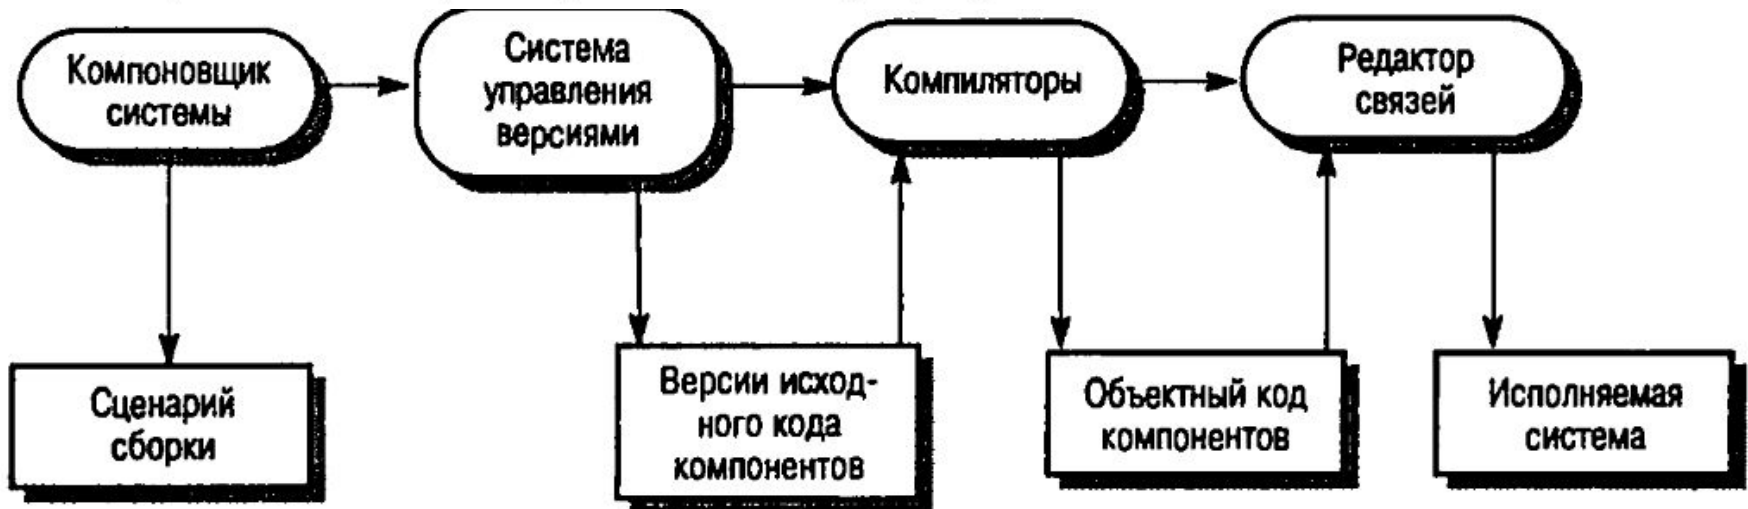 Компоновщик
системы
Система
управления
версиями
Компиляторы
Редактор
связей
Сценарий
сборки
Версии исход-
ного кода
компонентов
Объектный код
компонентов
Исполняемая
система